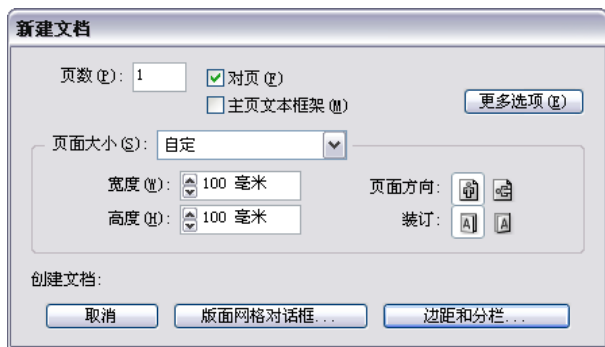 新建文档
页数(P): 1 对页(F)
主页文本框架(M) 更多选项(E)
页面大小(S): 自定
宽度(W): 100 毫米 页面方向:
高度(H): 100 毫米 装订:
创建文档:
取消 版面网格对话框... 边距和分栏...